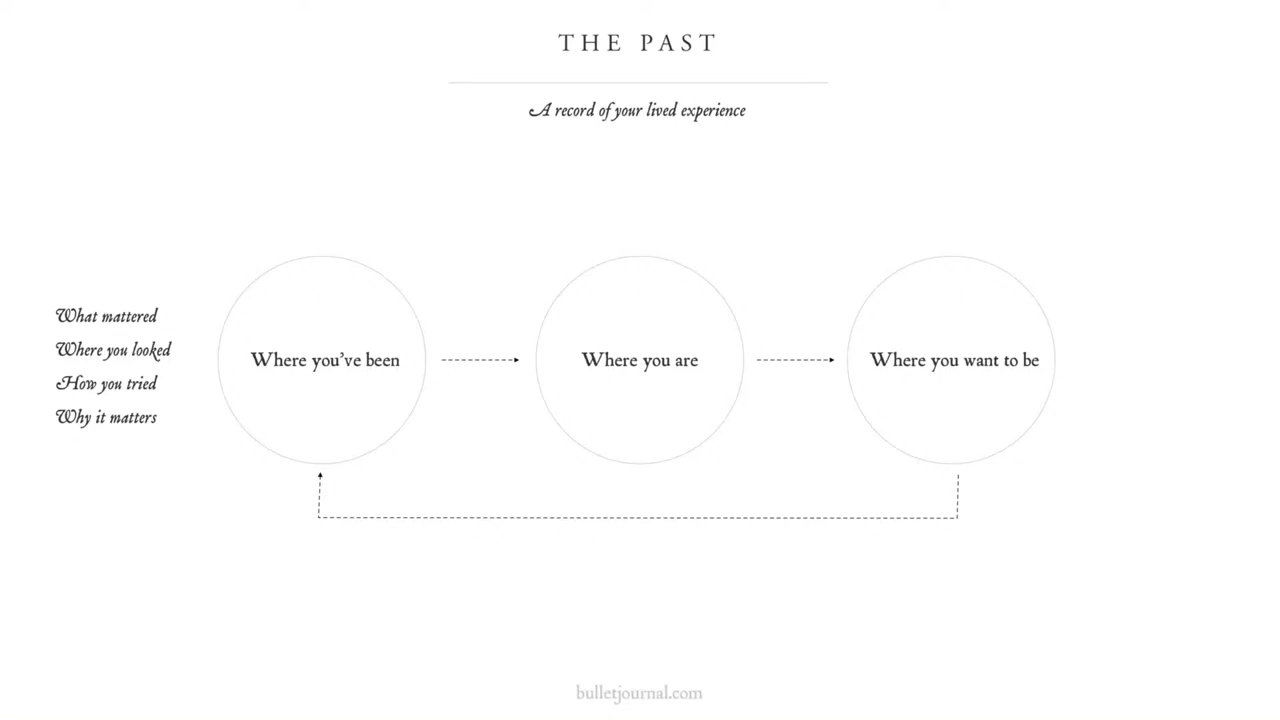 THE PAST
A record of your lived experience
What mattered
Where you looked
How you tried
Why it matters
Where you've been
Where you are
Where you want to be
bulletjournal.com